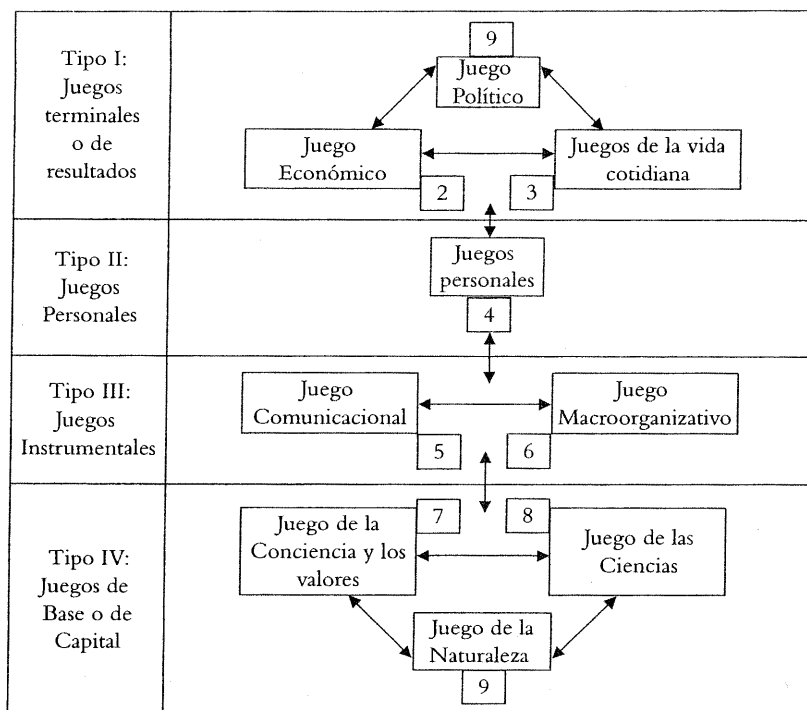 Tipo I:
Juegos
terminales
o de
resultados
9
Juego
Político
Juego
Económico
2
Juegos de la vida
cotidiana
3
Tipo II:
Juegos
Personales
Juegos
personales
4
Tipo III:
Juegos
Instrumentales
Juego
Comunicacional
5
Juego
Macroorganizativo
6
Tipo IV:
Juegos de
Base o de
Capital
7
Juego de la
Conciencia y los
valores
8
Juego de las
Ciencias
Juego de la
Naturaleza
9